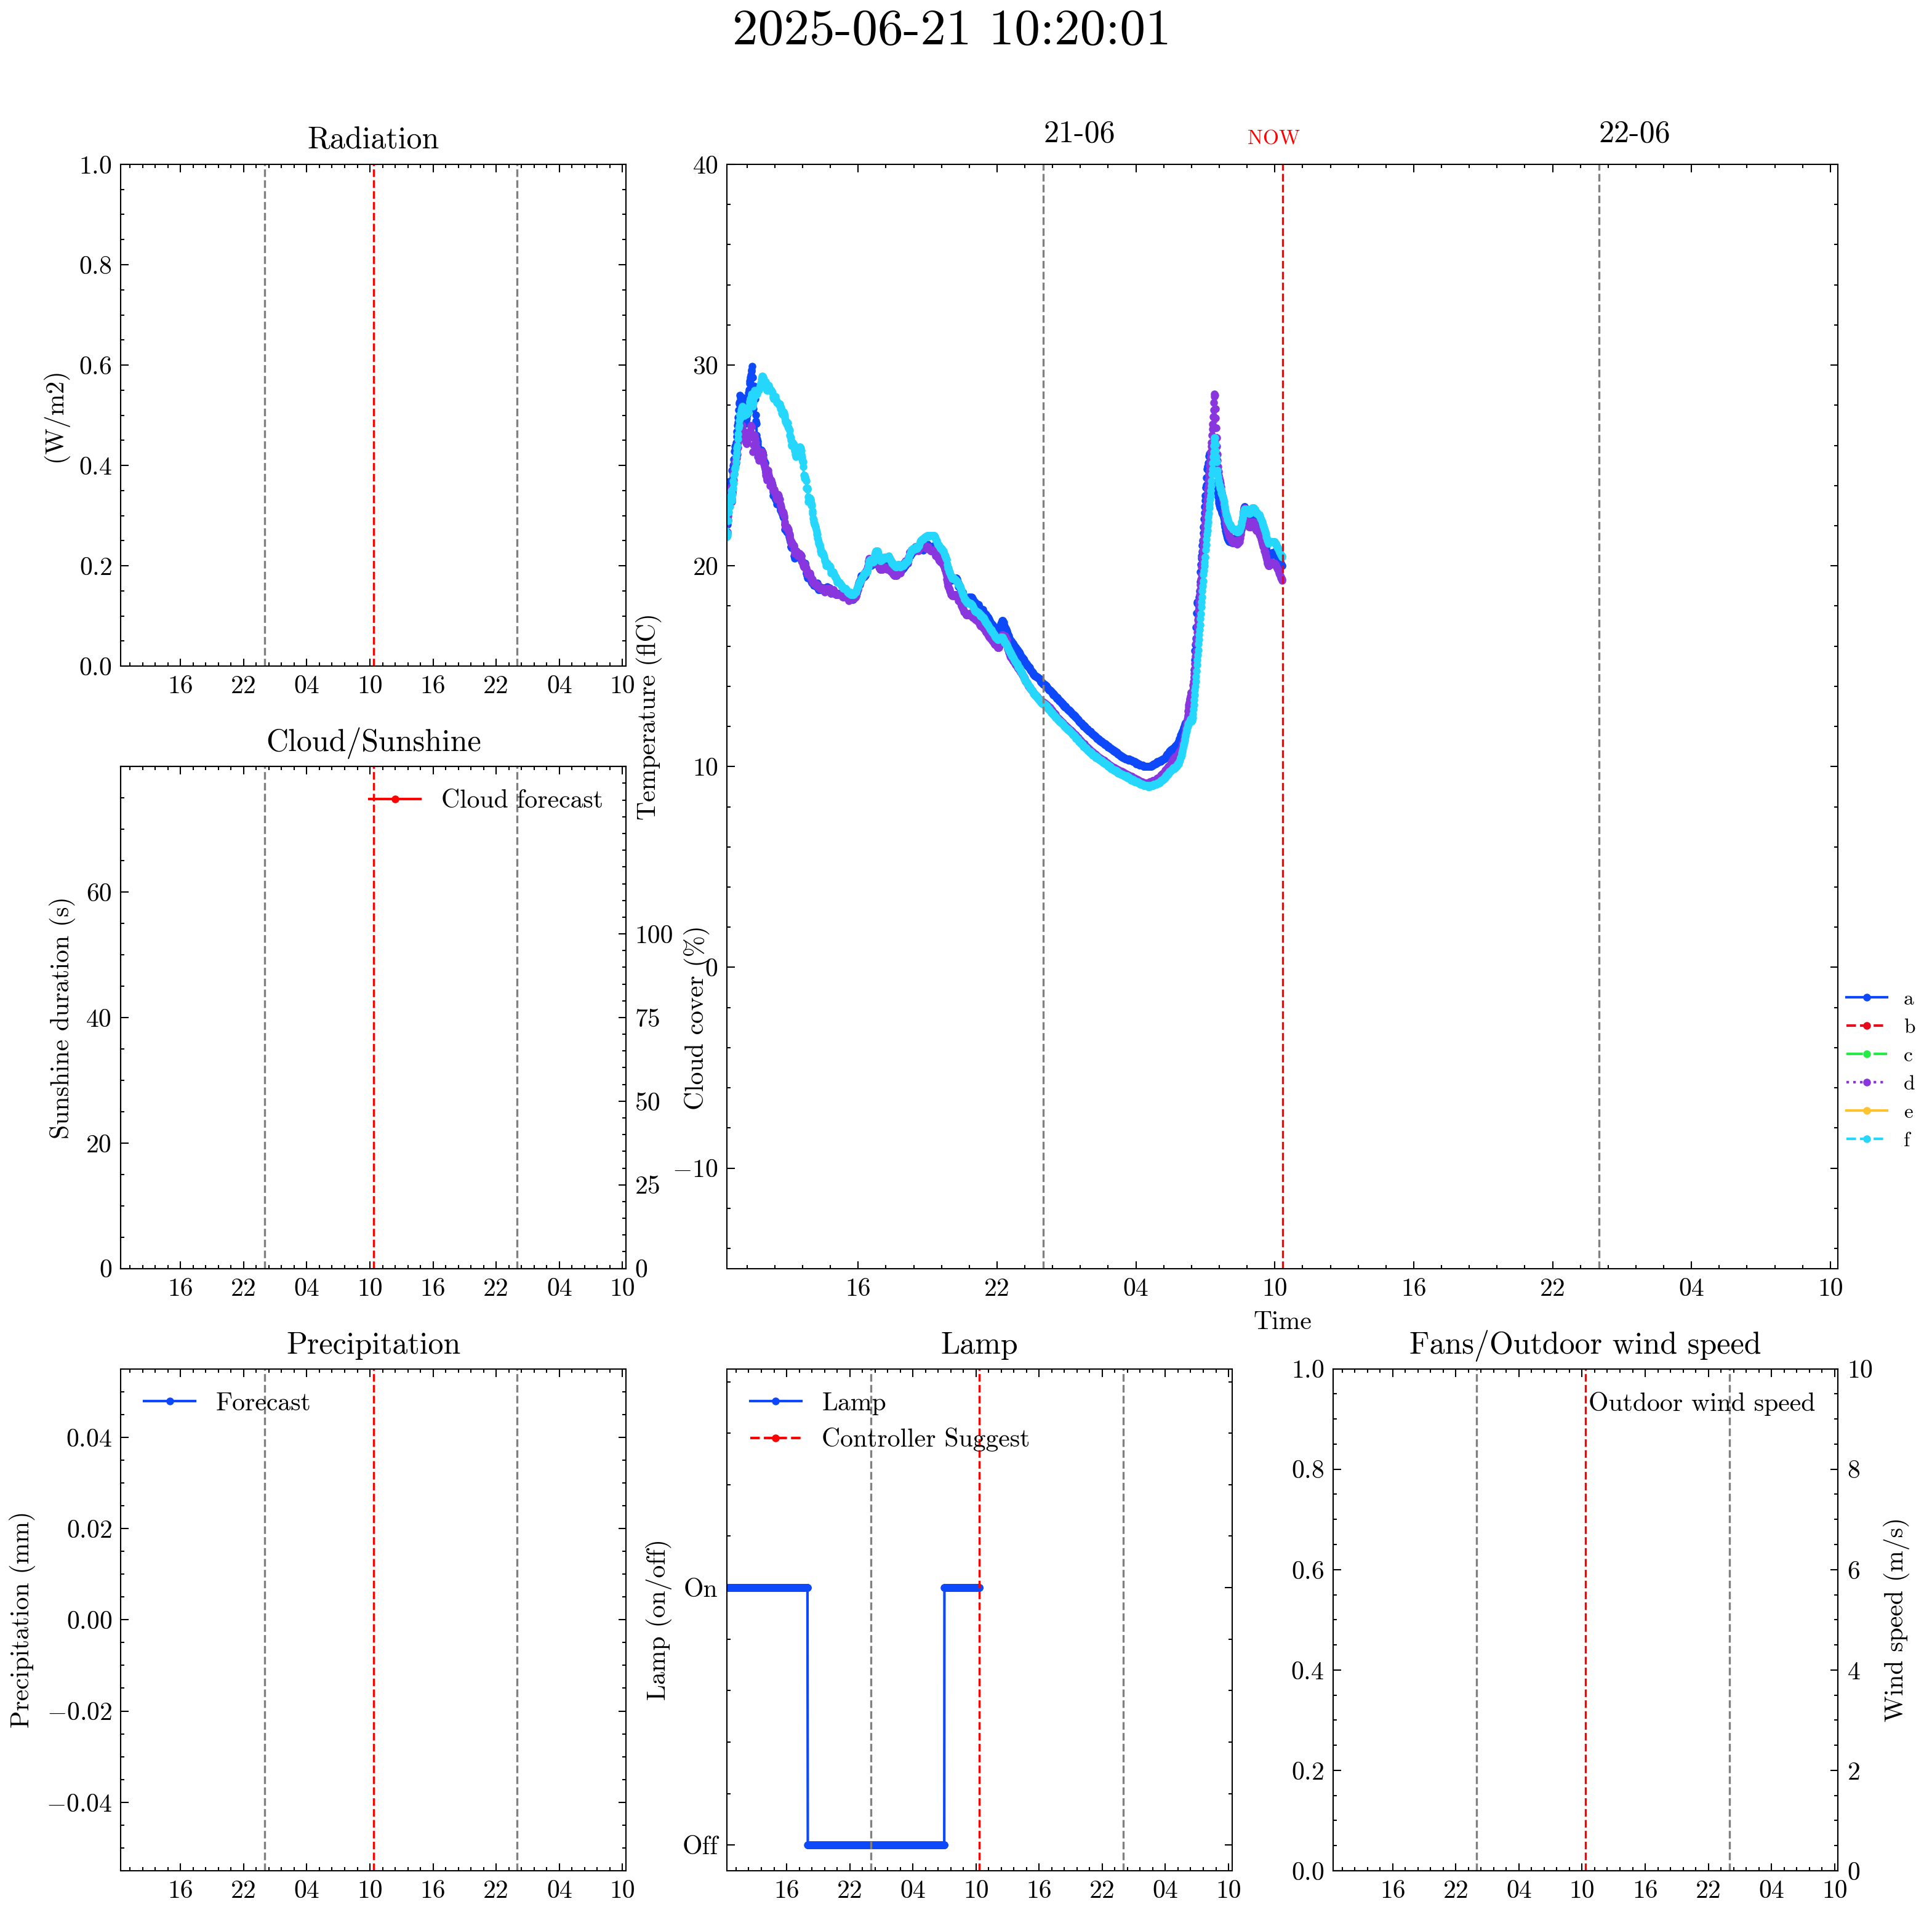 2025-06-21 10:20:01
Radiation
1.0
0.8
0.6
0.4
0.2
0.0
(W/m2)
16 22 04 10 16 22 04 10
21-06 NOW 22-06
40
30
20
10
0
−10
Temperature (flC)
16 22 04 10 16 22 04 10
Time
a
b
c
d
e
f
Cloud/Sunshine
Cloud forecast
60
40
20
0
Sunshine duration (s)
100
75
50
25
0
Cloud cover (%)
16 22 04 10 16 22 04 10
Precipitation
Forecast
0.04
0.02
0.00
−0.02
−0.04
Precipitation (mm)
16 22 04 10 16 22 04 10
Lamp
Lamp
Controller Suggest
On
Off
Lamp (on/off)
16 22 04 10 16 22 04 10
Fans/Outdoor wind speed
Outdoor wind speed
1.0
0.8
0.6
0.4
0.2
0.0
10
8
6
4
2
0
Wind speed (m/s)
16 22 04 10 16 22 04 10